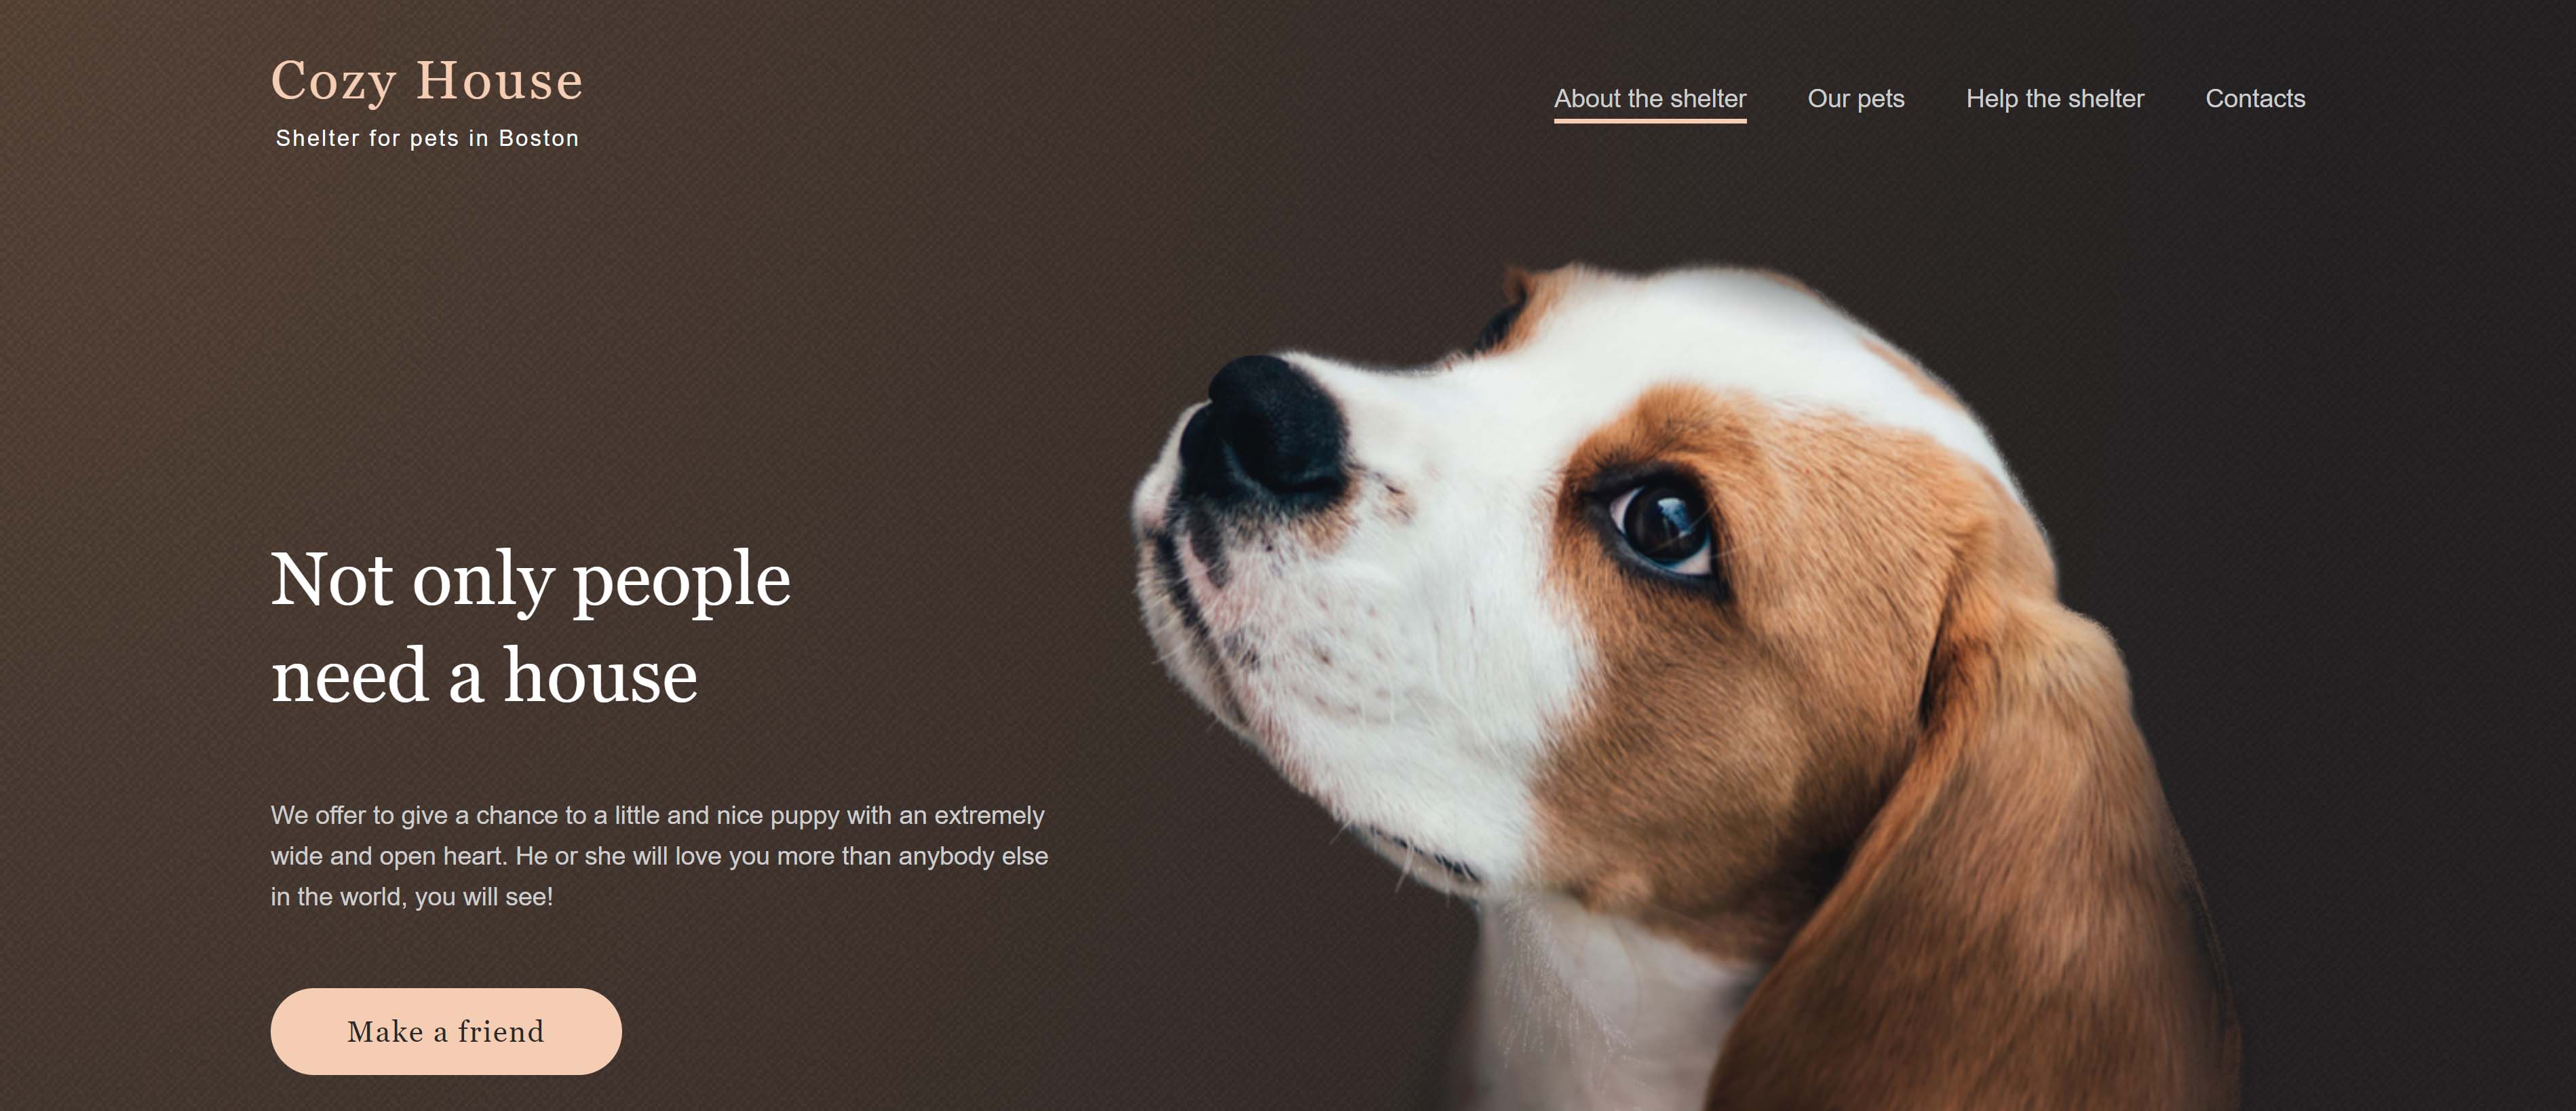 Cozy House
Shelter for pets in Boston
About the shelter
Our pets
Help the shelter
Contacts
Not only people
need a house
We offer to give a chance to a little and nice puppy with an extremely
wide and open heart. He or she will love you more than anybody else
in the world, you will see!
Make a friend